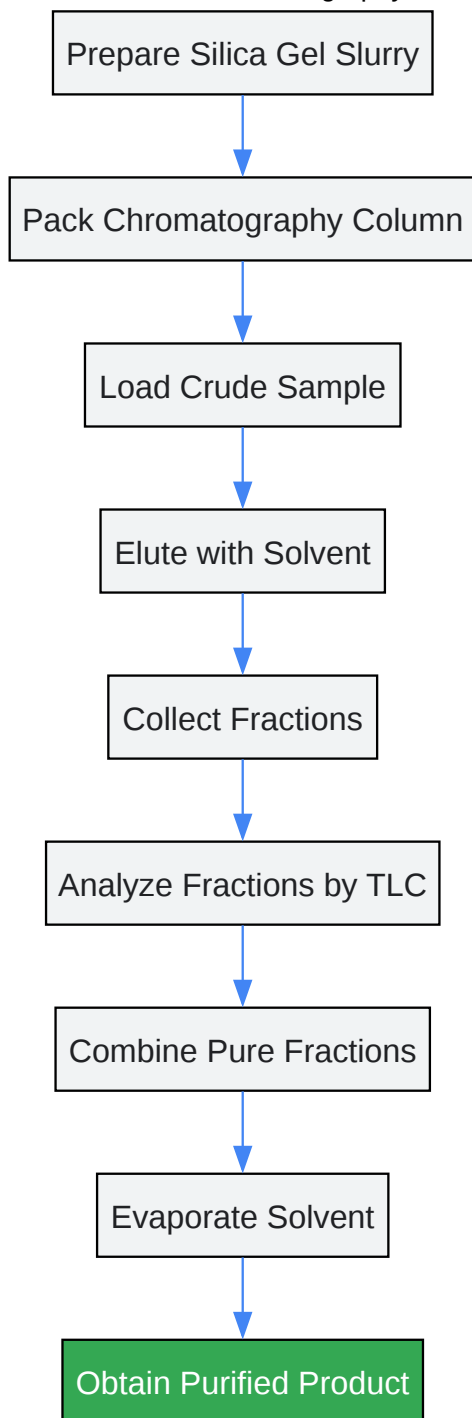 Prepare Silica Gel Slurry
Pack Chromatography Column
Load Crude Sample
Elute with Solvent
Collect Fractions
Analyze Fractions by TLC
Combine Pure Fractions
Evaporate Solvent
Obtain Purified Product